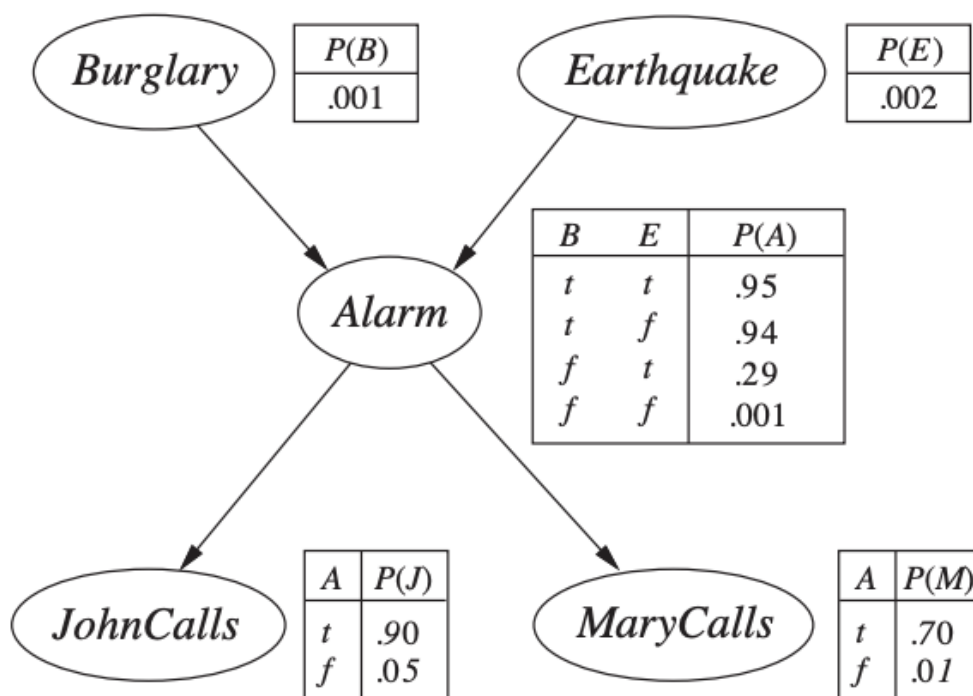 Burglary
P(B)
.001
Earthquake
P(E)
.002
Alarm
B E P(A)
t t .95
t f .94
f t .29
f f .001
JohnCalls
A P(J)
t .90
f .05
MaryCalls
A P(M)
t .70
f .01